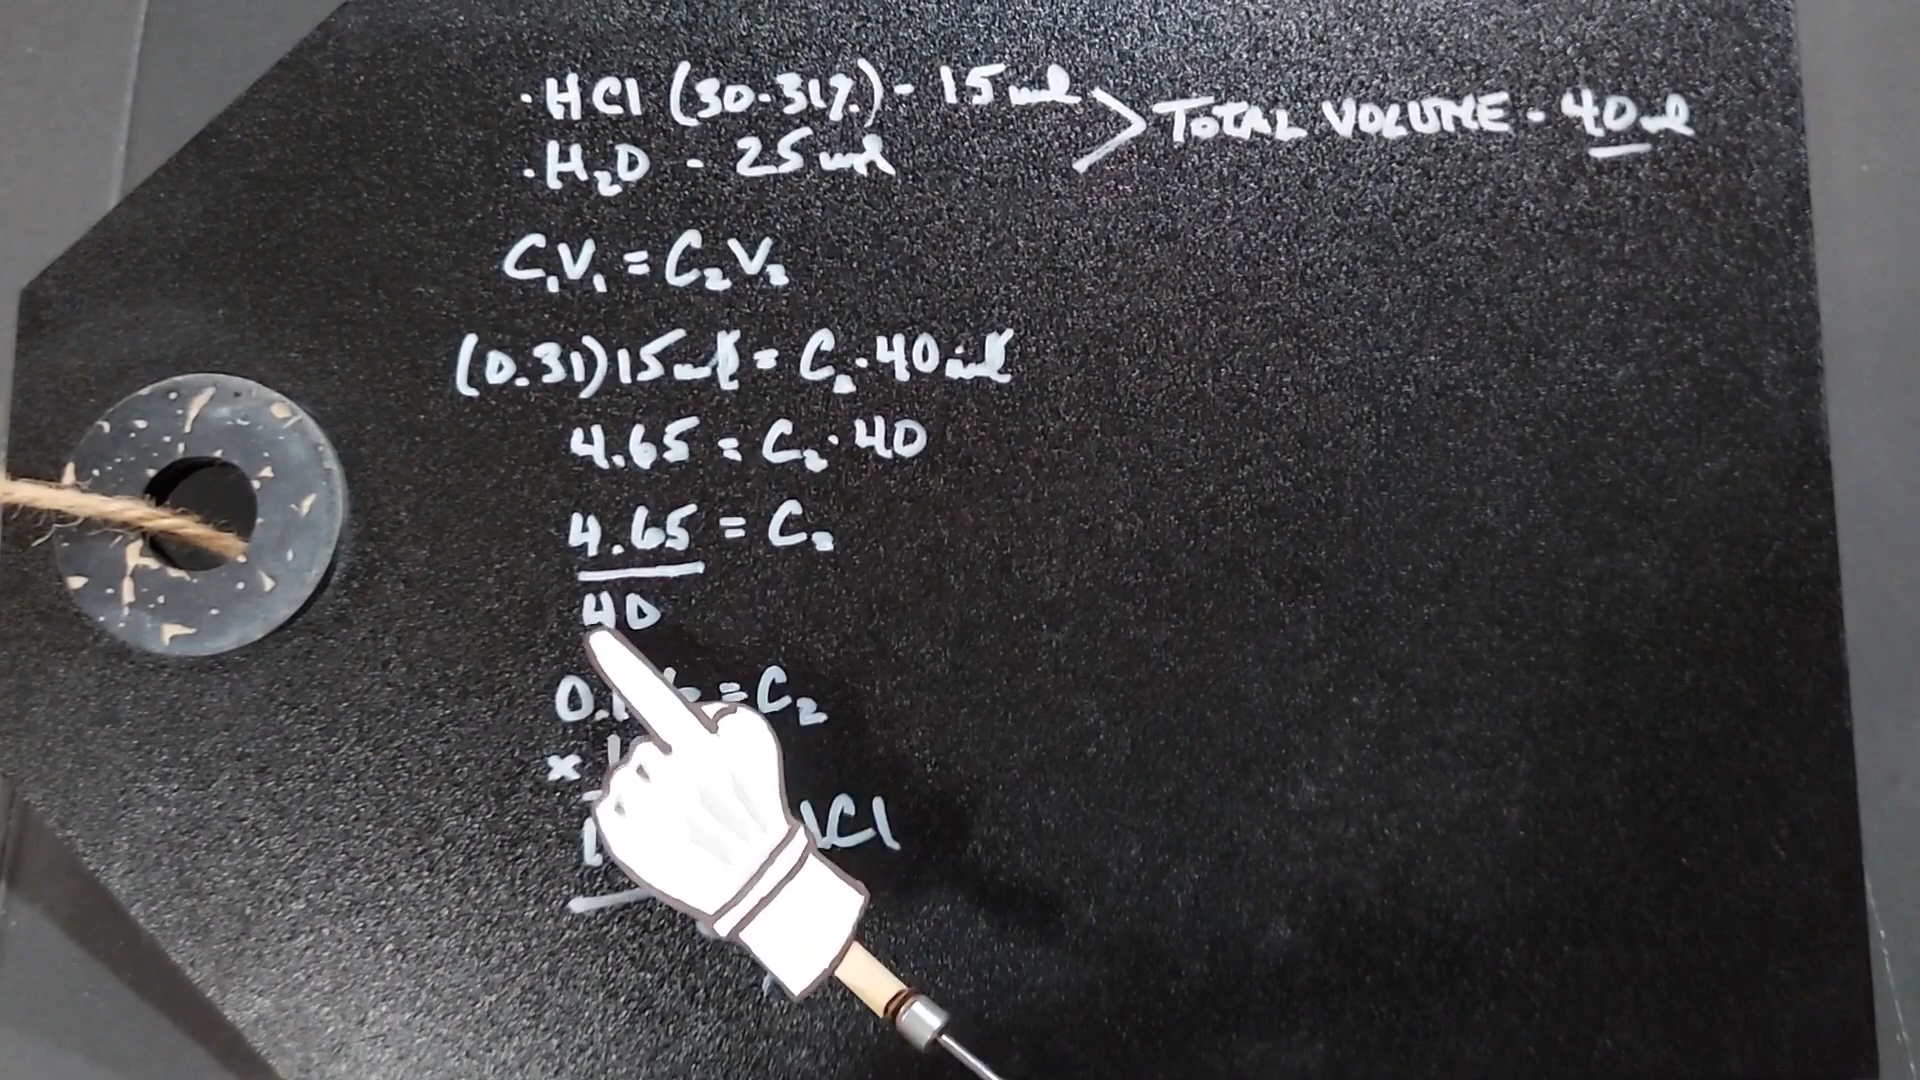 · HCl (30-31%) - 15ml > TOTAL VOLUME - 40ml
· H₂O - 25ml
C₁V₁ = C₂V₂
(0.31)15ml = C₂·40ml
4.65 = C₂·40
4.65 = C₂
40
= C₂
x